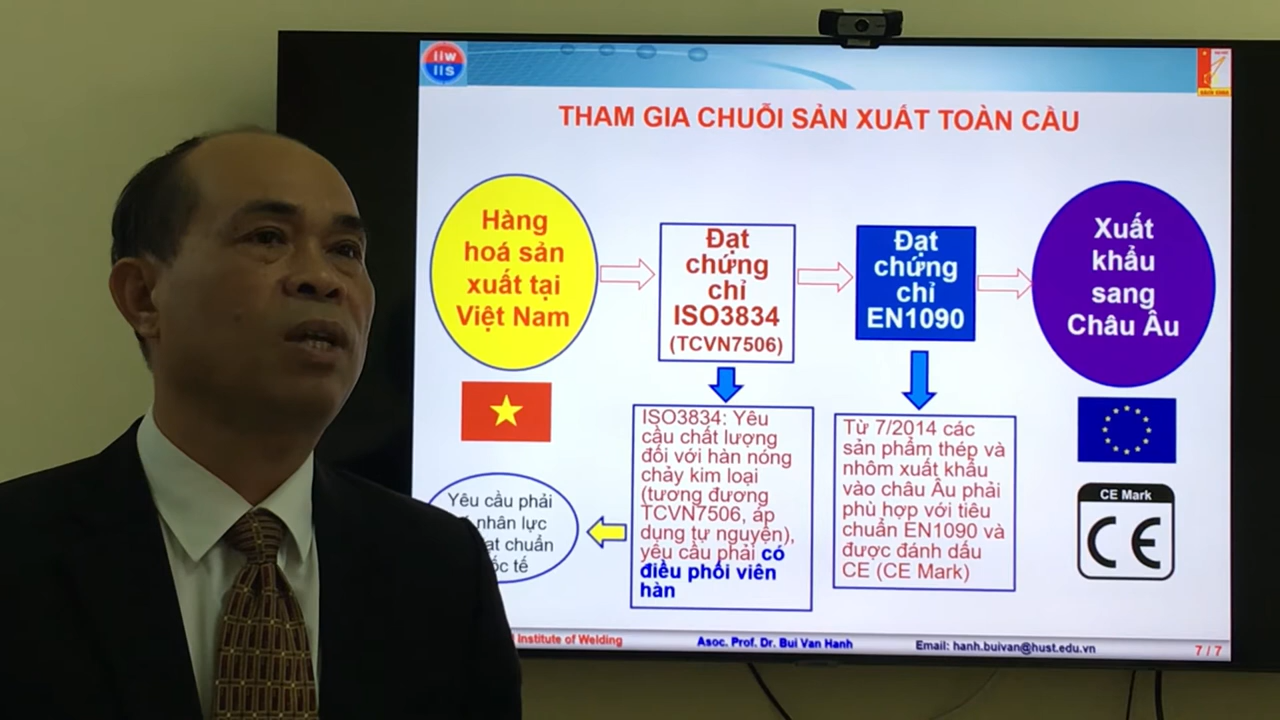 iiw
iis
THAM GIA CHUỖI SẢN XUẤT TOÀN CẦU
Hàng
hoá sản
xuất tại
Việt Nam
Đạt
chứng
chỉ
ISO3834
(TCVN7506)
Đạt
chứng
chỉ
EN1090
Xuất
khẩu
sang
Châu Âu
ISO3834: Yêu
cầu chất lượng
đối với hàn nóng
chảy kim loại
(tương đương
TCVN7506, áp
dụng tự nguyện),
yêu cầu phải có
điều phối viên
hàn
Từ 7/2014 các
sản phẩm thép và
nhôm xuất khẩu
vào châu Âu phải
phù hợp với tiêu
chuẩn EN1090 và
được đánh dấu
CE (CE Mark)
CE Mark
CE
Yêu cầu phải
nhân lực
chuẩn
tế
Institute of Welding
Asoc. Prof. Dr. Bui Van Hanh
Email: hanh.buivan@hust.edu.vn
7 / 7